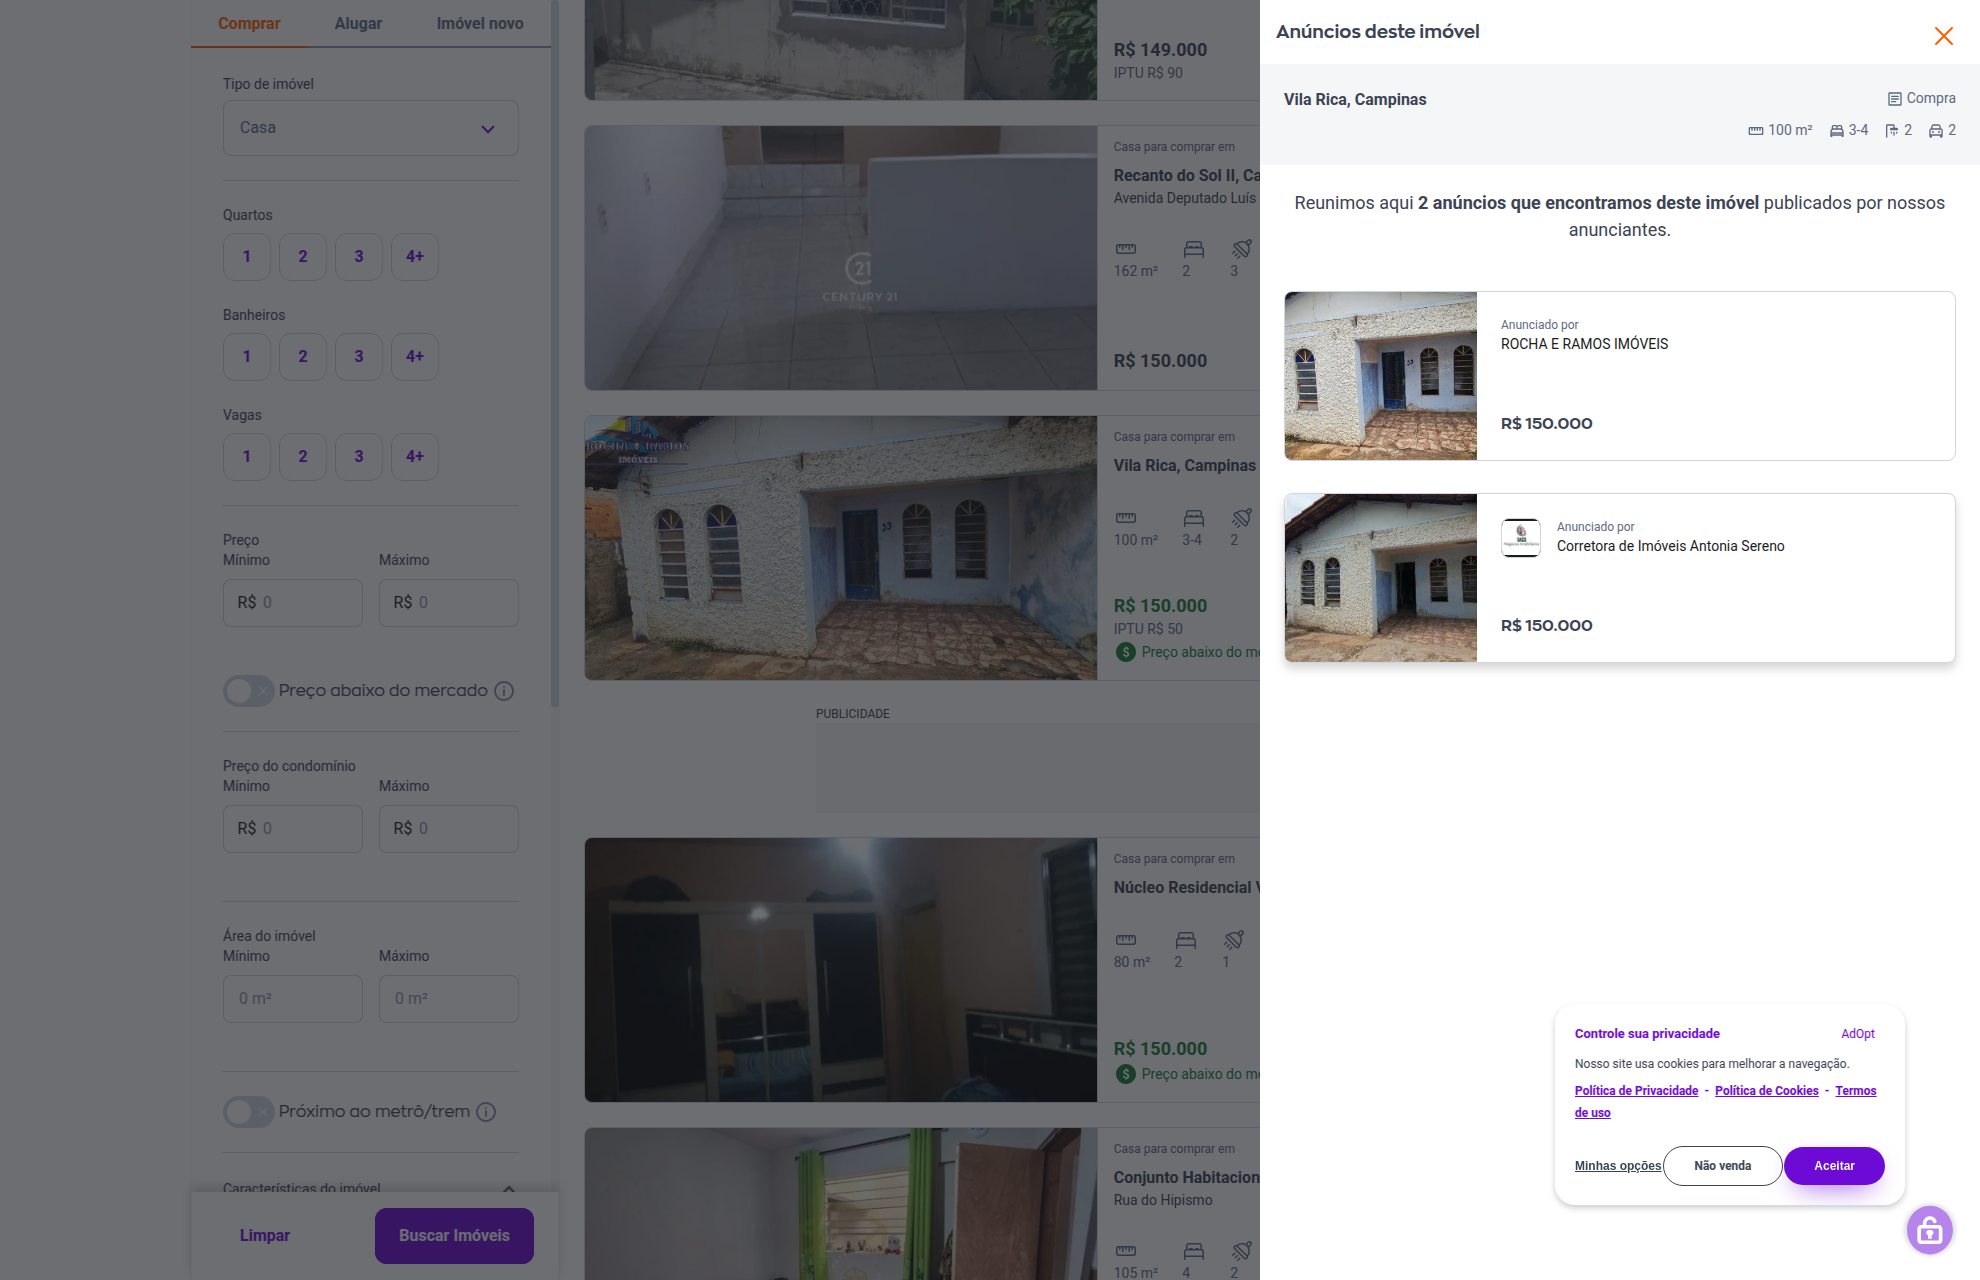 Comprar
Alugar
Imóvel novo
Tipo de imóvel
Casa
Quartos
1
2
3
4+
Banheiros
1
2
3
4+
Vagas
1
2
3
4+
Preço
Mínimo
Máximo
R$ 0
R$ 0
Preço abaixo do mercado
Preço do condomínio
Mínimo
Máximo
R$ 0
R$ 0
Área do imóvel
Mínimo
Máximo
0 m²
0 m²
Próximo ao metrô/trem
Características do imóvel
Limpar
Buscar Imóveis
R$ 149.000
IPTU R$ 90
21
CENTURY 21
Casa para comprar em
Recanto do Sol II, Ca
Avenida Deputado Luís
162 m²
2
3
R$ 150.000
ROCHA E RAMOS
IMÓVEIS
Casa para comprar em
Vila Rica, Campinas
100 m²
3-4
2
R$ 150.000
IPTU R$ 50
Preço abaixo do me
PUBLICIDADE
Casa para comprar em
Núcleo Residencial V
80 m²
2
1
R$ 150.000
Preço abaixo do me
Casa para comprar em
Conjunto Habitacion
Rua do Hipismo
105 m²
4
2
Anúncios deste imóvel
Vila Rica, Campinas
Compra
100 m²
3-4
2
2
Reunimos aqui 2 anúncios que encontramos deste imóvel publicados por nossos
anunciantes.
Anunciado por
ROCHA E RAMOS IMÓVEIS
R$ 150.000
Anunciado por
Corretora de Imóveis Antonia Sereno
R$ 150.000
Controle sua privacidade
AdOpt
Nosso site usa cookies para melhorar a navegação.
Política de Privacidade - Política de Cookies - Termos
de uso
Minhas opções
Não venda
Aceitar